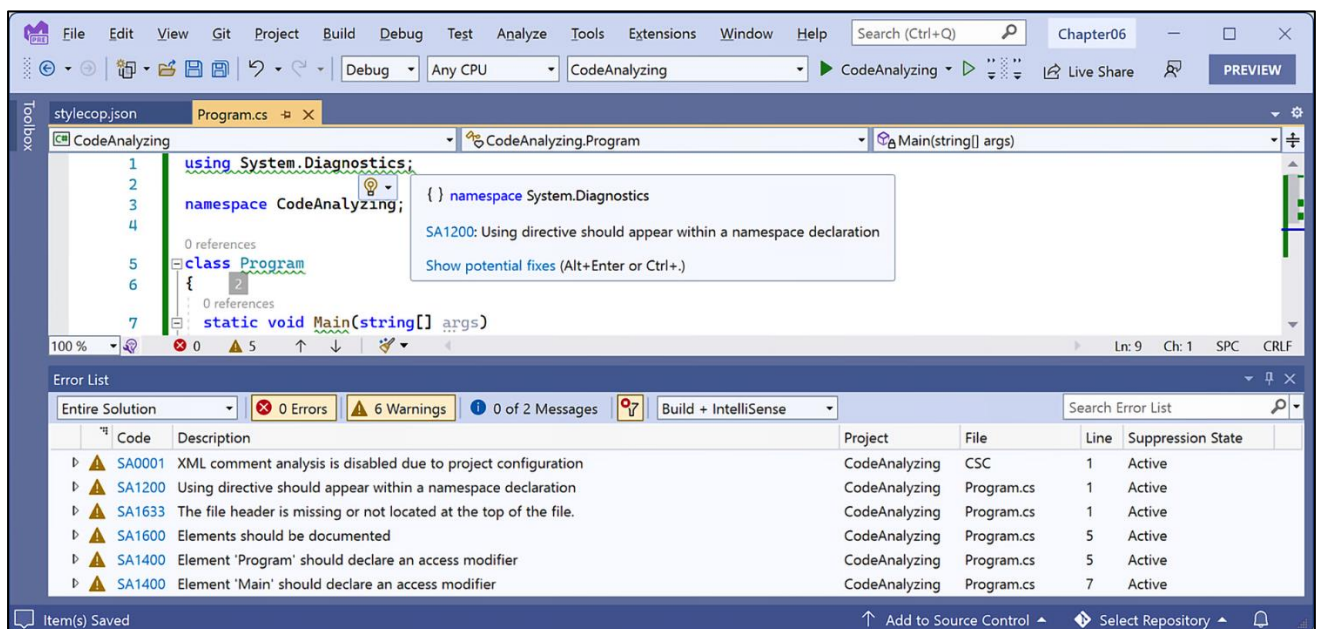 File Edit View Git Project Build Debug Test Analyze Tools Extensions Window Help Search (Ctrl+Q) Chapter06
PRE
Debug Any CPU CodeAnalyzing CodeAnalyzing Live Share PREVIEW
Toolbox
stylecop.json Program.cs
C# CodeAnalyzing CodeAnalyzing.Program Main(string[] args)
1 using System.Diagnostics;
2
{ } namespace System.Diagnostics
3 namespace CodeAnalyzing;
4
SA1200: Using directive should appear within a namespace declaration
0 references
5 class Program
Show potential fixes (Alt+Enter or Ctrl+.)
6 { 2
0 references
7 static void Main(string[] args)
100 % 0 5 Ln: 9 Ch: 1 SPC CRLF
Error List
Entire Solution 0 Errors 6 Warnings 0 of 2 Messages Build + IntelliSense Search Error List
Code Description Project File Line Suppression State
SA0001 XML comment analysis is disabled due to project configuration CodeAnalyzing CSC 1 Active
SA1200 Using directive should appear within a namespace declaration CodeAnalyzing Program.cs 1 Active
SA1633 The file header is missing or not located at the top of the file. CodeAnalyzing Program.cs 1 Active
SA1600 Elements should be documented CodeAnalyzing Program.cs 5 Active
SA1400 Element 'Program' should declare an access modifier CodeAnalyzing Program.cs 5 Active
SA1400 Element 'Main' should declare an access modifier CodeAnalyzing Program.cs 7 Active
Item(s) Saved Add to Source Control Select Repository